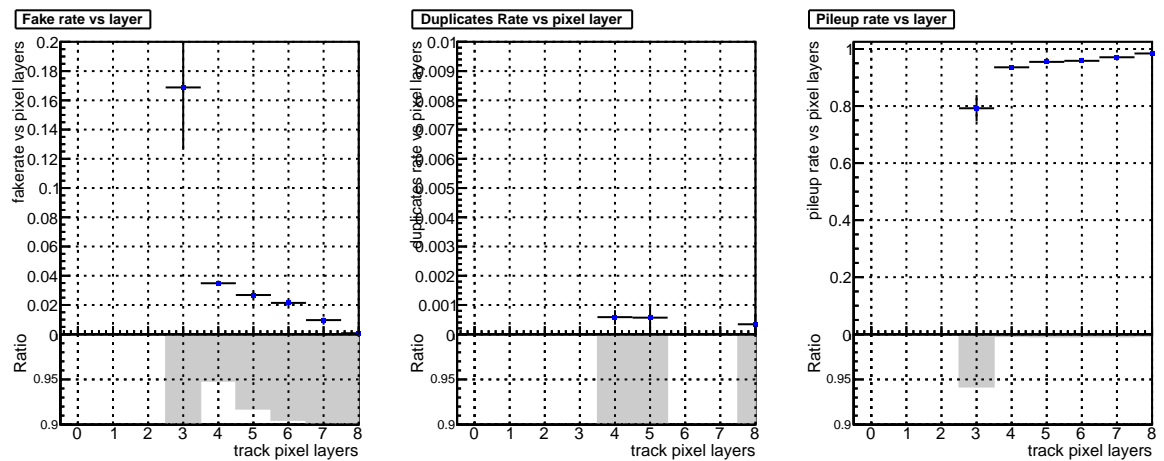 Fake rate vs layer
fakerate vs pixel layers
0.2
0.18
0.16
0.14
0.12
0.1
0.08
0.06
0.04
0.02
0
Ratio
0.95
0.9
0 1 2 3 4 5 6 7 8
track pixel layers
Duplicates Rate vs pixel layer
duplicates rate vs pixel layers
0.01
0.009
0.008
0.007
0.006
0.005
0.004
0.003
0.002
0.001
0
Ratio
0.95
0.9
0 1 2 3 4 5 6 7 8
track pixel layers
Pileup rate vs layer
pileup rate vs pixel layers
1
0.8
0.6
0.4
0.2
0
Ratio
0.95
0.9
0 1 2 3 4 5 6 7 8
track pixel layers